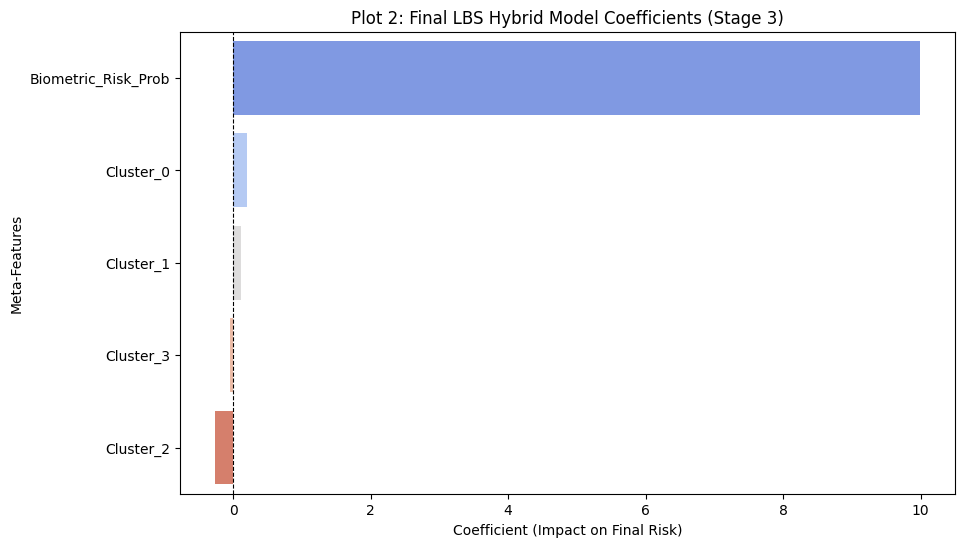 Plot 2: Final LBS Hybrid Model Coefficients (Stage 3)
Meta-Features
Biometric_Risk_Prob
Cluster_0
Cluster_1
Cluster_3
Cluster_2
0 2 4 6 8 10
Coefficient (Impact on Final Risk)